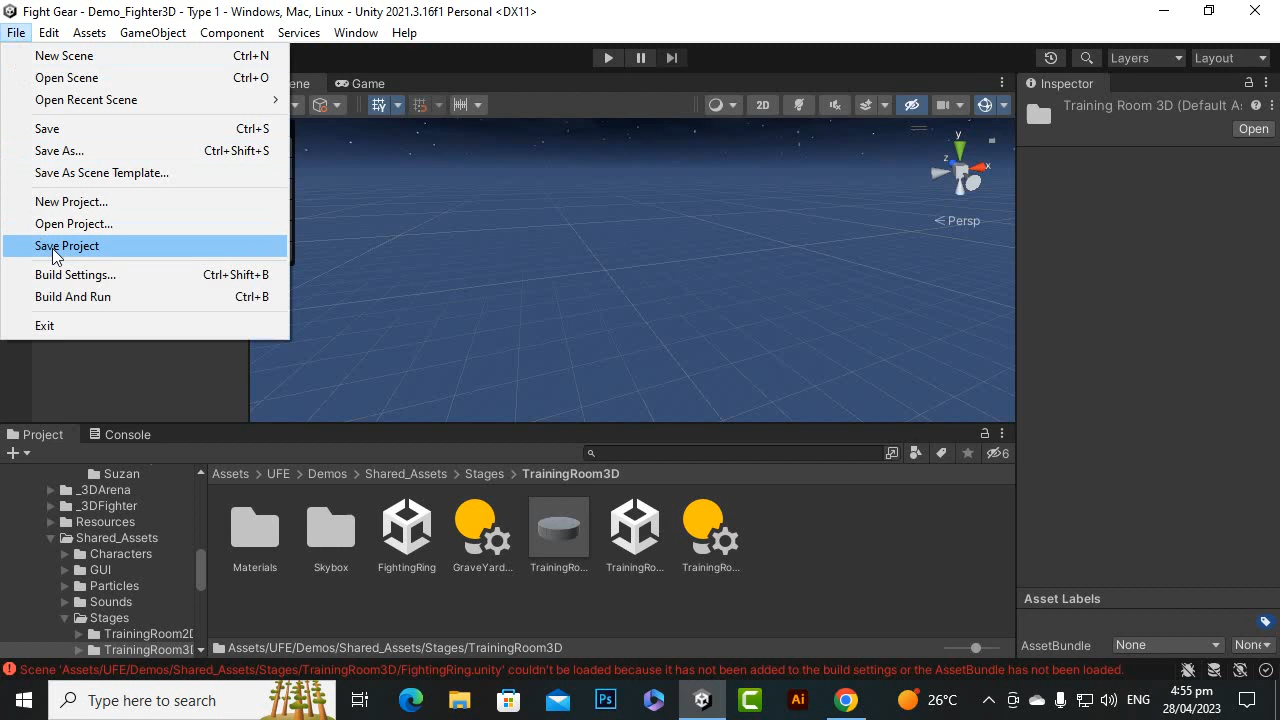 Fight Gear - Demo_Fighter3D - Type 1 - Windows, Mac, Linux - Unity 2021.3.16f1 Personal <DX11>
File Edit Assets GameObject Component Services Window Help
New Scene Ctrl+N
Open Scene Ctrl+O
Open Recent Scene
Save Ctrl+S
Save As... Ctrl+Shift+S
Save As Scene Template...
New Project...
Open Project...
Save Project
Build Settings... Ctrl+Shift+B
Build And Run Ctrl+B
Exit
Layers Layout
Game
2D
y
x
z
< Persp
Inspector
Training Room 3D (Default A
Open
Project Console
6
Assets > UFE > Demos > Shared_Assets > Stages > TrainingRoom3D
Suzan
_3DArena
_3DFighter
Resources
Shared_Assets
Characters
GUI
Particles
Sounds
Stages
TrainingRoom2D
TrainingRoom3D
Materials
Skybox
FightingRing
GraveYard...
TrainingRo...
TrainingRo...
TrainingRo...
Assets/UFE/Demos/Shared_Assets/Stages/TrainingRoom3D
Asset Labels
AssetBundle None None
Scene 'Assets/UFE/Demos/Shared_Assets/Stages/TrainingRoom3D/FightingRing.unity' couldn't be loaded because it has not been added to the build settings or the AssetBundle has not been loaded.
Type here to search
Ps
Ai
26°C
ENG
4:55 pm
28/04/2023